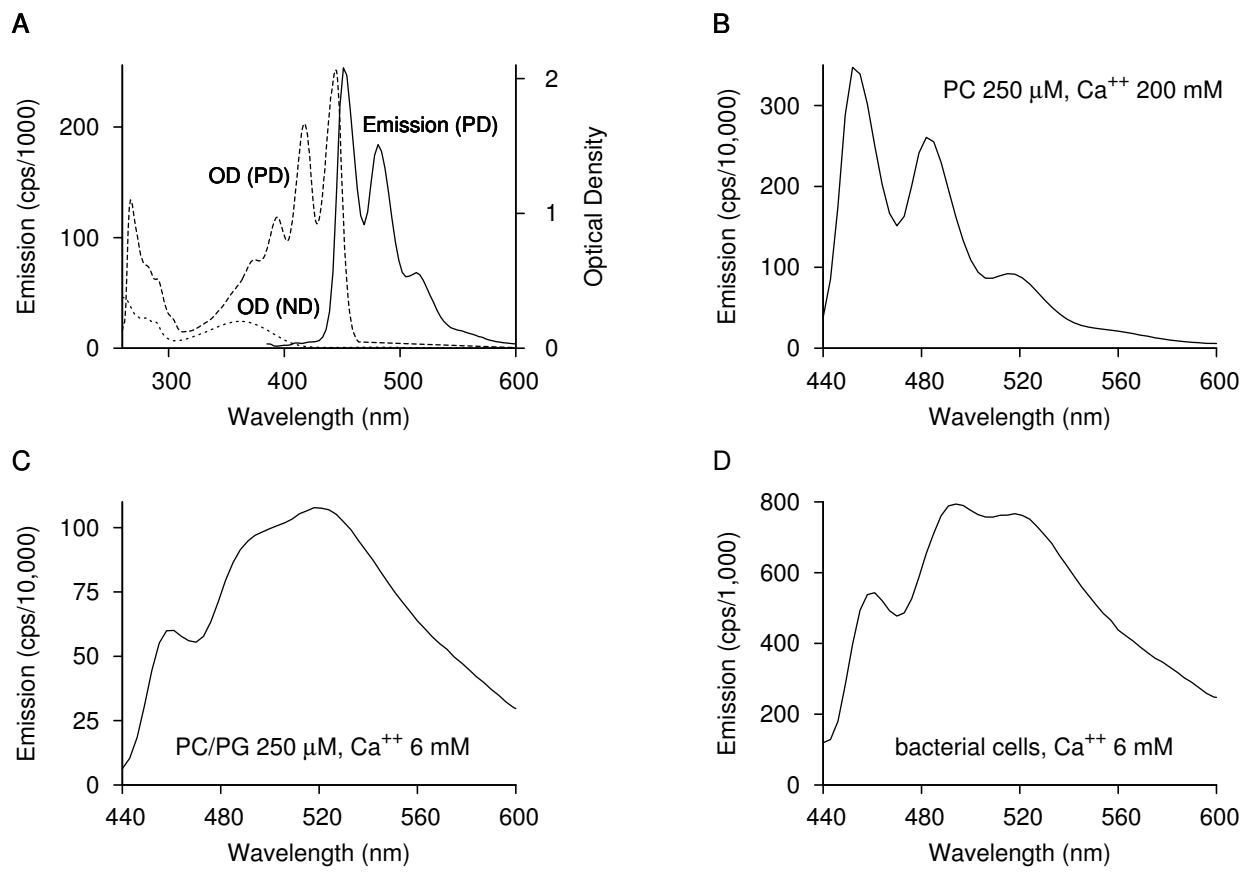 A
Emission (cps/1000)
200
100
0
2
1
0
Optical Density
Emission (PD)
OD (PD)
OD (ND)
300 400 500 600
Wavelength (nm)
B
Emission (cps/10,000)
300
200
100
0
PC 250 μM, Ca⁺⁺ 200 mM
440 480 520 560 600
Wavelength (nm)
C
Emission (cps/10,000)
100
75
50
25
0
PC/PG 250 μM, Ca⁺⁺ 6 mM
440 480 520 560 600
Wavelength (nm)
D
Emission (cps/1,000)
800
600
400
200
0
bacterial cells, Ca⁺⁺ 6 mM
440 480 520 560 600
Wavelength (nm)